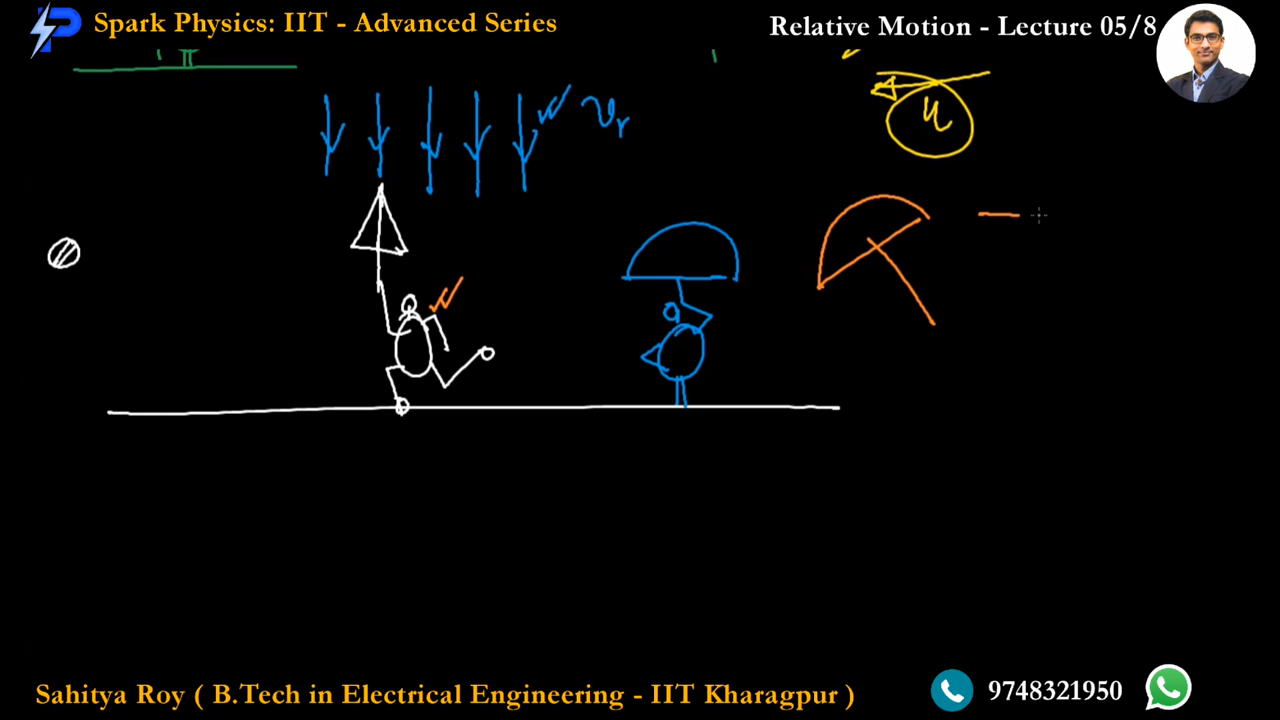 Spark Physics: IIT - Advanced Series
Relative Motion - Lecture 05/8
v_r
Sahitya Roy ( B.Tech in Electrical Engineering - IIT Kharagpur )
9748321950